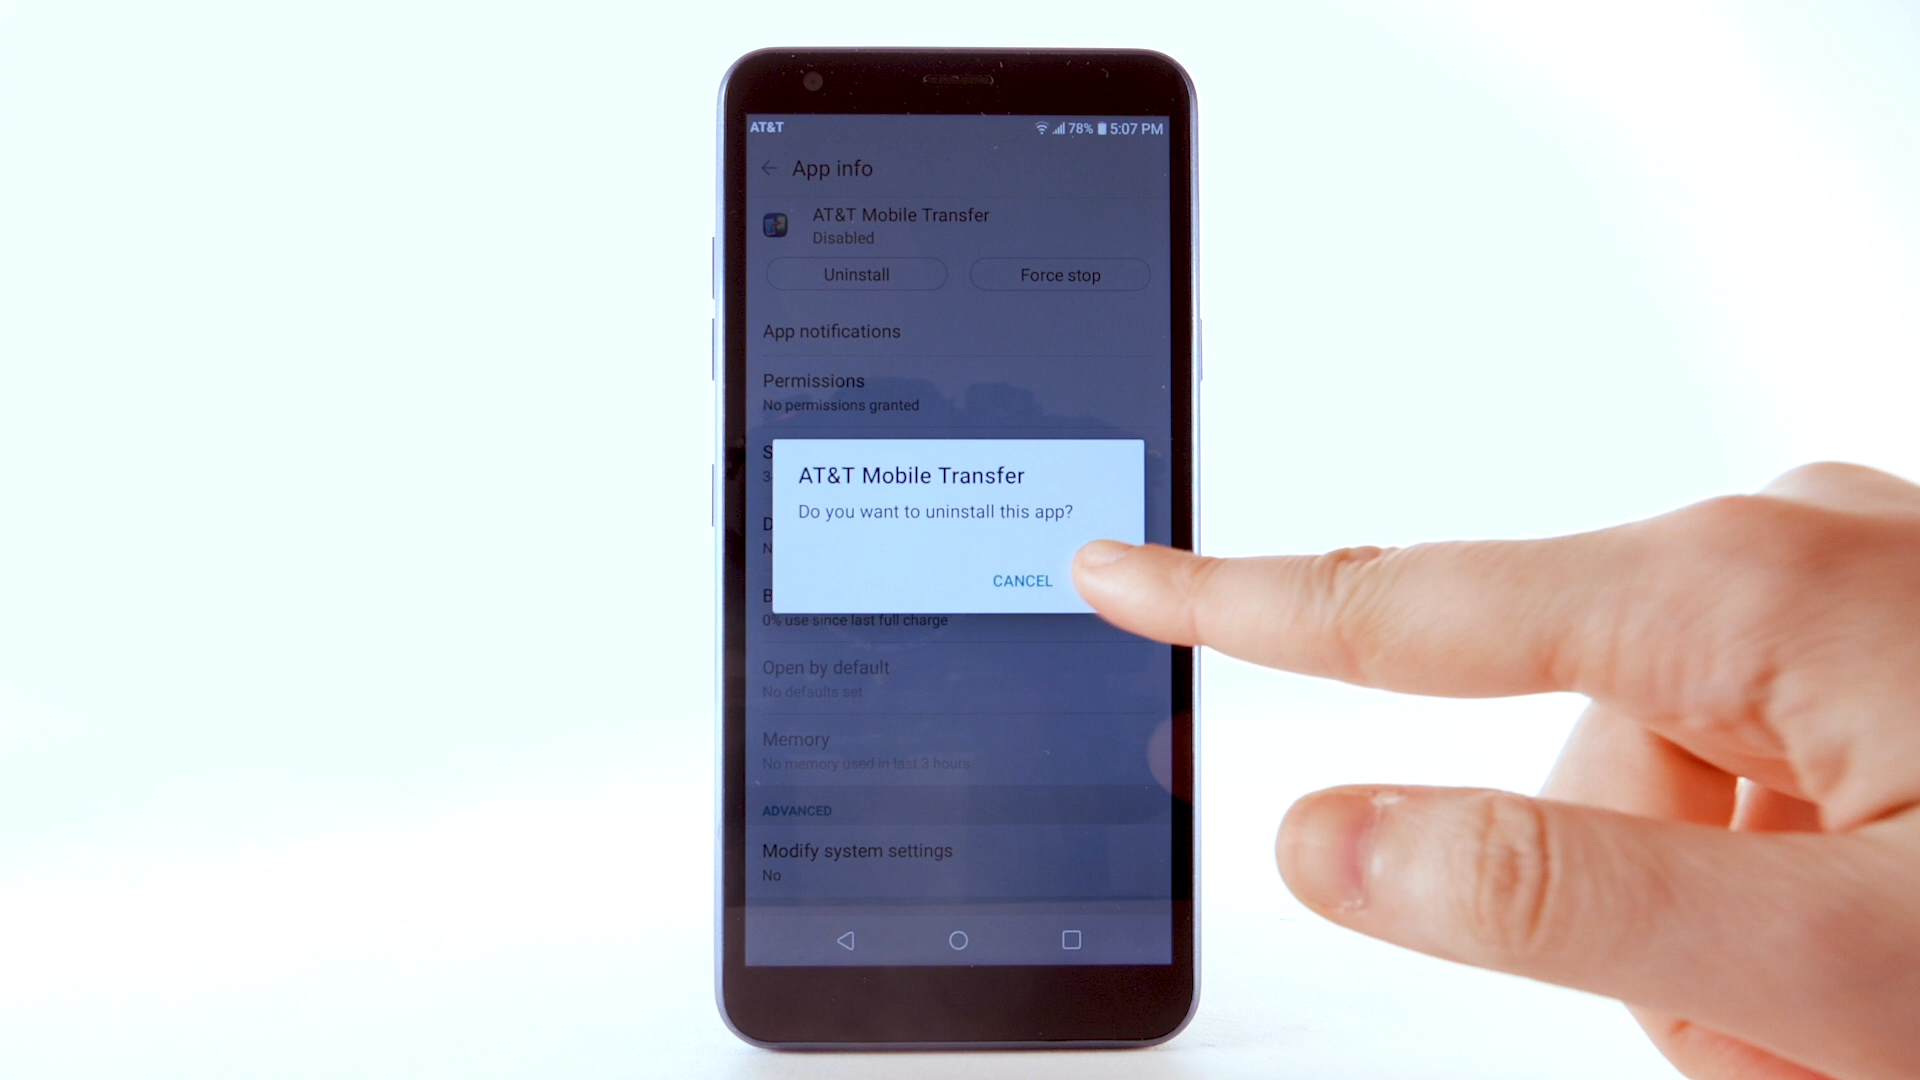 AT&T 78% 5:07 PM
App info
AT&T Mobile Transfer
Disabled
Uninstall Force stop
App notifications
Permissions
No permissions granted
S
3
AT&T Mobile Transfer
Do you want to uninstall this app?
D
N
CANCEL
B
0% use since last full charge
Open by default
No defaults set
Memory
No memory used in last 3 hours
ADVANCED
Modify system settings
No